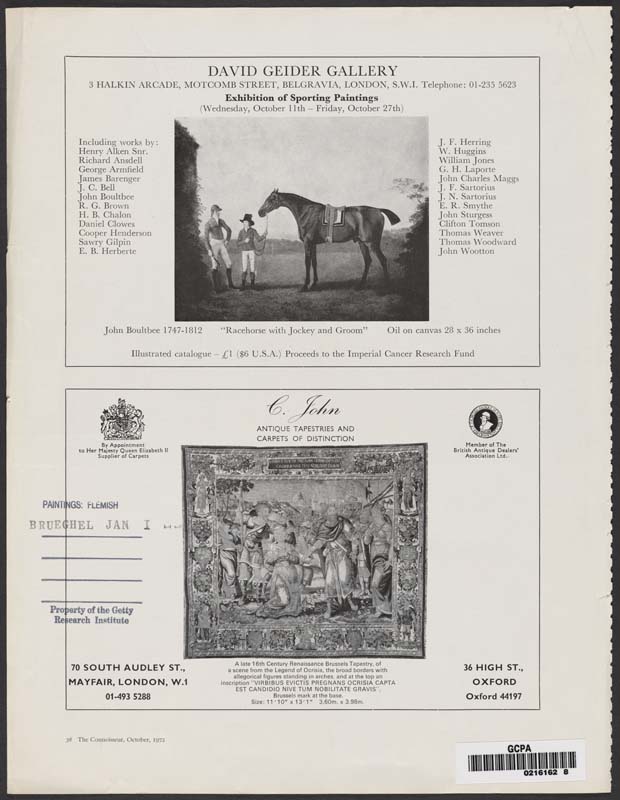 DAVID GEIDER GALLERY
3 HALKIN ARCADE, MOTCOMB STREET, BELGRAVIA, LONDON, S.W.I. Telephone: 01-235 5623
Exhibition of Sporting Paintings
(Wednesday, October 11th – Friday, October 27th)
Including works by:
Henry Alken Snr.
Richard Ansdell
George Armfield
James Barenger
J. C. Bell
John Boultbee
R. G. Brown
H. B. Chalon
Daniel Clowes
Cooper Henderson
Sawry Gilpin
E. B. Herberte
J. F. Herring
W. Huggins
William Jones
G. H. Laporte
John Charles Maggs
J. F. Sartorius
J. N. Sartorius
E. R. Smythe
John Sturgess
Clifton Tomson
Thomas Weaver
Thomas Woodward
John Wootton
John Boultbee 1747-1812 "Racehorse with Jockey and Groom" Oil on canvas 28 x 36 inches
Illustrated catalogue – £1 ($6 U.S.A.) Proceeds to the Imperial Cancer Research Fund
C. John
ANTIQUE TAPESTRIES AND
CARPETS OF DISTINCTION
By Appointment
to Her Majesty Queen Elizabeth II
Supplier of Carpets
Member of The
British Antique Dealers'
Association Ltd.
PAINTINGS: FLEMISH
BRUEGHEL JAN I
Property of the Getty
Research Institute
70 SOUTH AUDLEY ST.,
MAYFAIR, LONDON, W.1
01-493 5288
A late 16th Century Renaissance Brussels Tapestry, of
a scene from the Legend of Ocrisia, the broad borders with
allegorical figures standing in arches, and at the top an
inscription "VIRBIBUS EVICTIS PREGNANS OCRISIA CAPTA
EST CANDIDIO NIVE TUM NOBILITATE GRAVIS".
Brussels mark at the base.
Size: 11'10" x 13'1" 3.60m. x 3.98m.
36 HIGH ST.,
OXFORD
Oxford 44197
38 The Connoisseur, October, 1972
GCPA
0216162 8